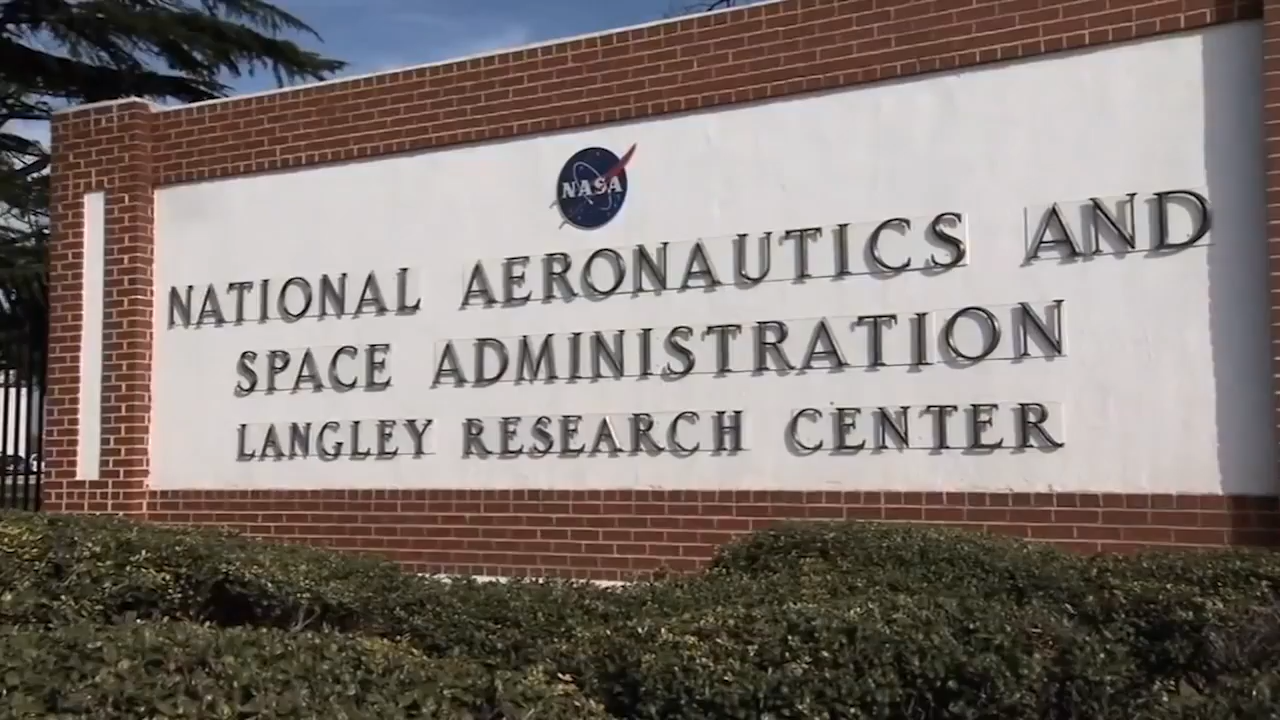 NASA
NATIONAL AERONAUTICS AND
SPACE ADMINISTRATION
LANGLEY RESEARCH CENTER